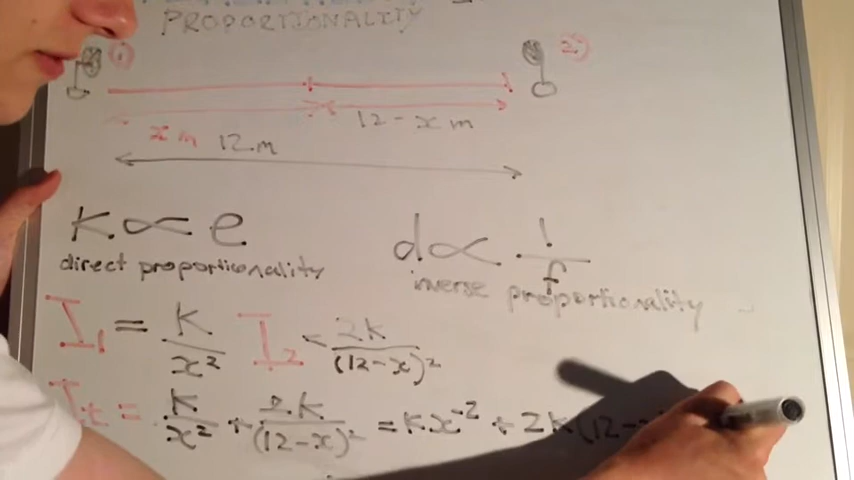 PROPORTIONALITY
1 2
x m 12 - x m
12 m
K ∝ e d ∝ 1/f
direct proportionality inverse proportionality
I₁ = K/x² I₂ = 2K/(12-x)²
= K/x² + 2K/(12-x)² = Kx⁻² + 2K(12-